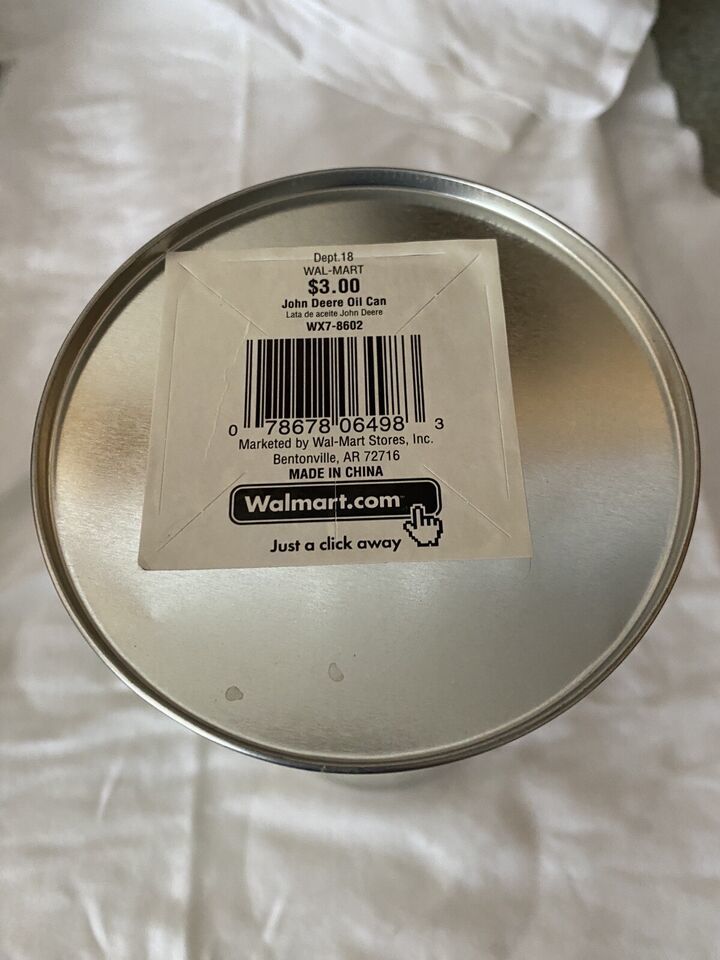 Dept.18
WAL-MART
$3.00
John Deere Oil Can
Lata de aceite John Deere
WX7-8602
0 78678 06498 3
Marketed by Wal-Mart Stores, Inc.
Bentonville, AR 72716
MADE IN CHINA
Walmart.com™
Just a click away